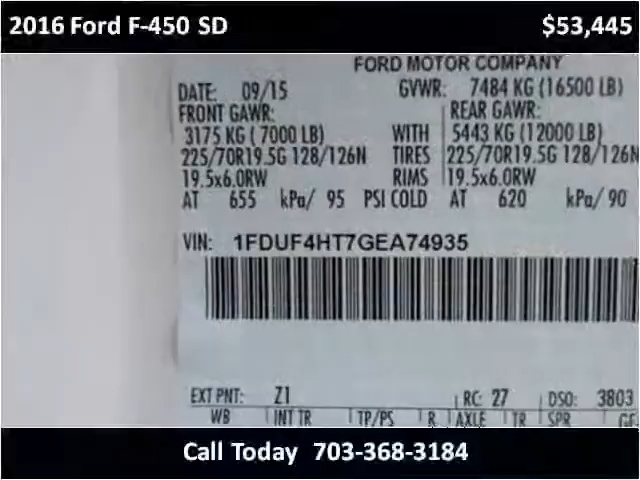 2016 Ford F-450 SD $53,445
FORD MOTOR COMPANY
DATE: 09/15 GVWR: 7484 KG (16500 LB)
FRONT GAWR: REAR GAWR:
3175 KG ( 7000 LB) WITH 5443 KG (12000 LB)
225/70R19.5G 128/126N TIRES 225/70R19.5G 128/126N
19.5x6.0RW RIMS 19.5x6.0RW
AT 655 kPa/ 95 PSI COLD AT 620 kPa/ 90
VIN: 1FDUF4HT7GEA74935
EXT PNT: Z1 RC: 27 DSO: 3803
WB INT TR TP/PS R AXLE TR SPR
Call Today 703-368-3184